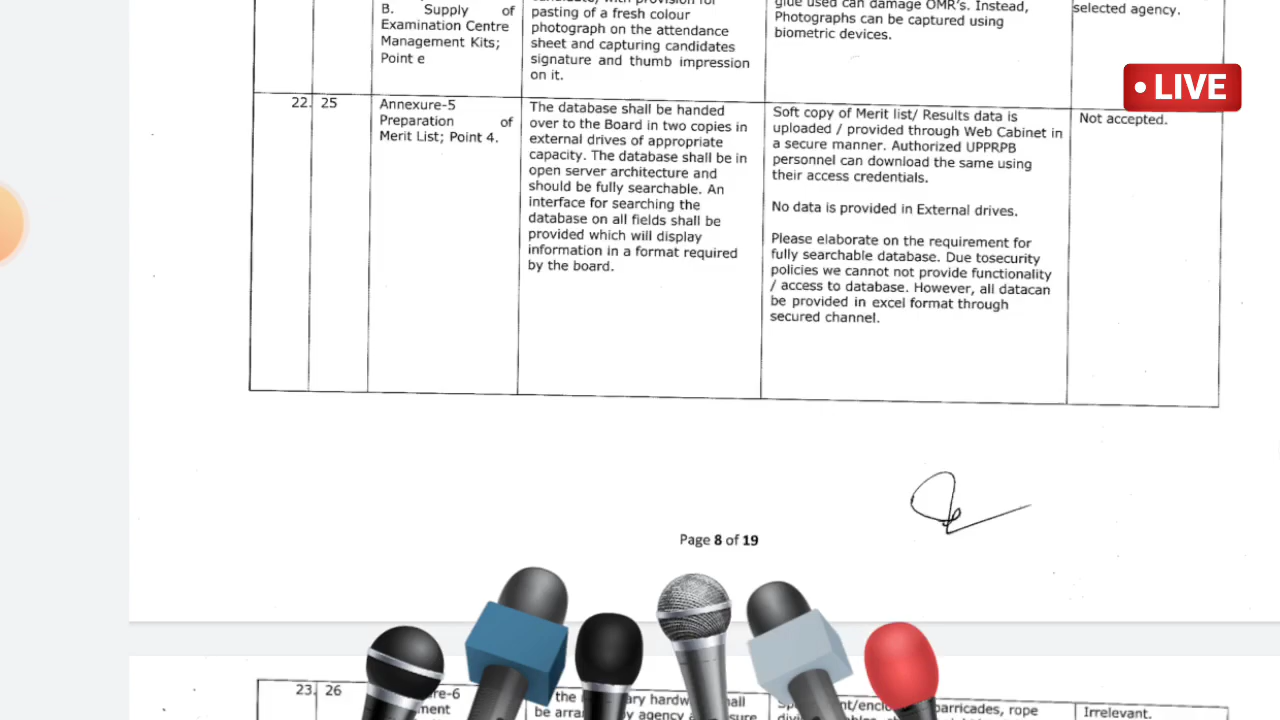 B. Supply of
Examination Centre
Management Kits;
Point e
pasting of a fresh colour
photograph on the attendance
sheet and capturing candidates
signature and thumb impression
on it.
glue used can damage OMR's. Instead,
Photographs can be captured using
biometric devices.
selected agency.
LIVE
22. 25
Annexure-5
Preparation of
Merit List; Point 4.
The database shall be handed
over to the Board in two copies in
external drives of appropriate
capacity. The database shall be in
open server architecture and
should be fully searchable. An
interface for searching the
database on all fields shall be
provided which will display
information in a format required
by the board.
Soft copy of Merit list/ Results data is
uploaded / provided through Web Cabinet in
a secure manner. Authorized UPPRPB
personnel can download the same using
their access credentials.
No data is provided in External drives.
Please elaborate on the requirement for
fully searchable database. Due tosecurity
policies we cannot not provide functionality
/ access to database. However, all datacan
be provided in excel format through
secured channel.
Not accepted.
Page 8 of 19
23. 26
the
hardw
be
agency
barricades, rope
Irrelevant.